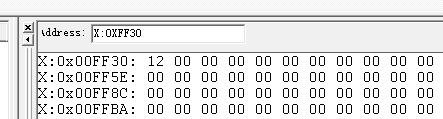 Address: X:0XFF30
X:0x00FF30: 12 00 00 00 00 00 00 00 00 00 00
X:0x00FF5E: 00 00 00 00 00 00 00 00 00 00 00
X:0x00FF8C: 00 00 00 00 00 00 00 00 00 00 00
X:0x00FFBA: 00 00 00 00 00 00 00 00 00 00 00